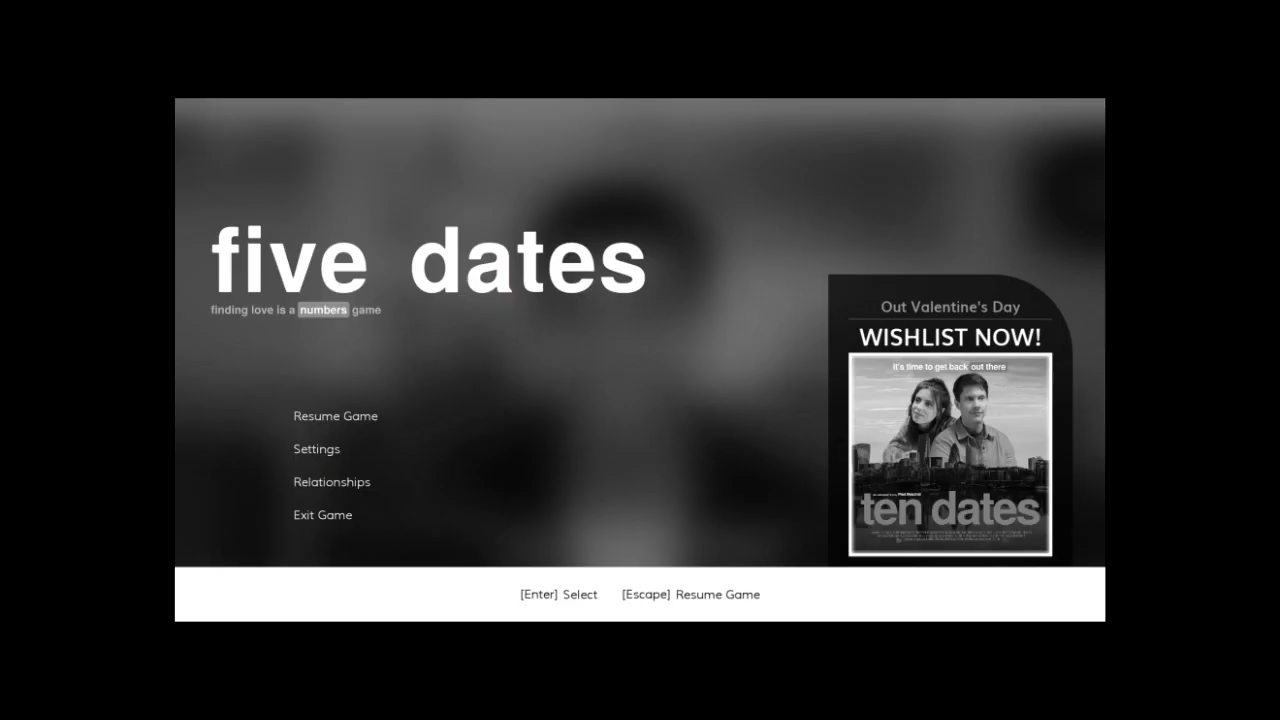 five dates
finding love is a numbers game
Resume Game
Settings
Relationships
Exit Game
Out Valentine's Day
WISHLIST NOW!
it's time to get back out there
ten dates
[Enter] Select [Escape] Resume Game